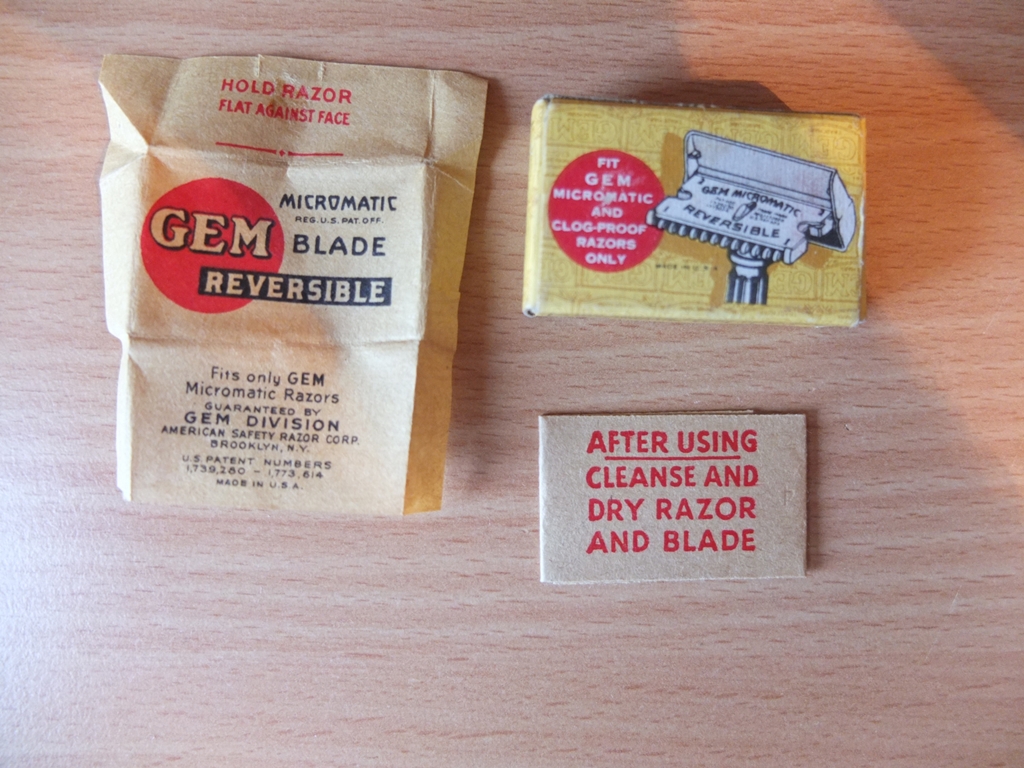 HOLD RAZOR
FLAT AGAINST FACE
MICROMATIC
REG. U.S. PAT. OFF.
GEM
BLADE
REVERSIBLE
Fits only GEM
Micromatic Razors
GUARANTEED BY
GEM DIVISION
AMERICAN SAFETY RAZOR CORP.
BROOKLYN, N.Y.
U.S. PATENT NUMBERS
1,739,280 - 1,773,614
MADE IN U.S.A.
FIT
GEM
MICROMATIC
AND
CLOG-PROOF
RAZORS
ONLY
GEM MICROMATIC
REVERSIBLE
MADE IN U.S.A.
AFTER USING
CLEANSE AND
DRY RAZOR
AND BLADE